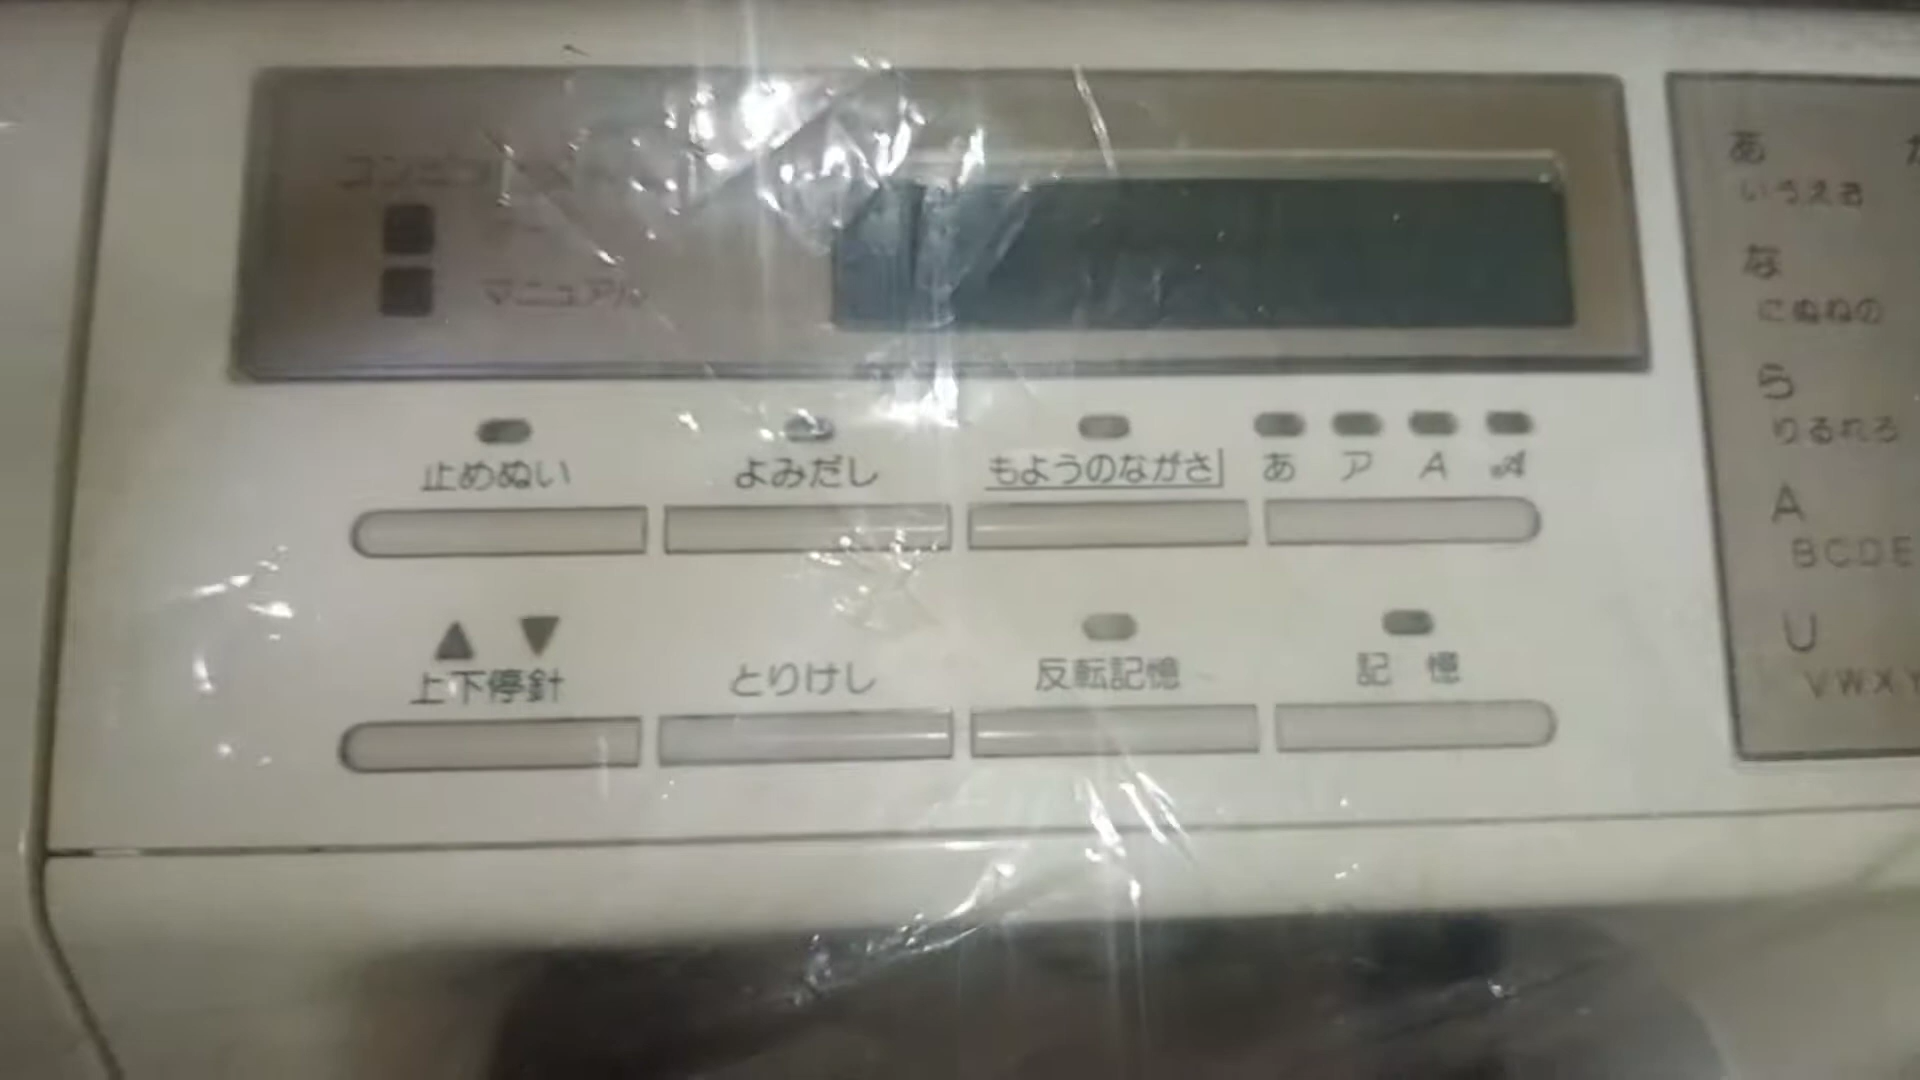 マニュアル
止めぬい よみだし もようのながさ あ ア A A
▲ ▼
上下停針 とりけし 反転記憶 記憶
あ
いうえお
な
にぬねの
ら
りるれろ
A
BCDE
U
VWXY